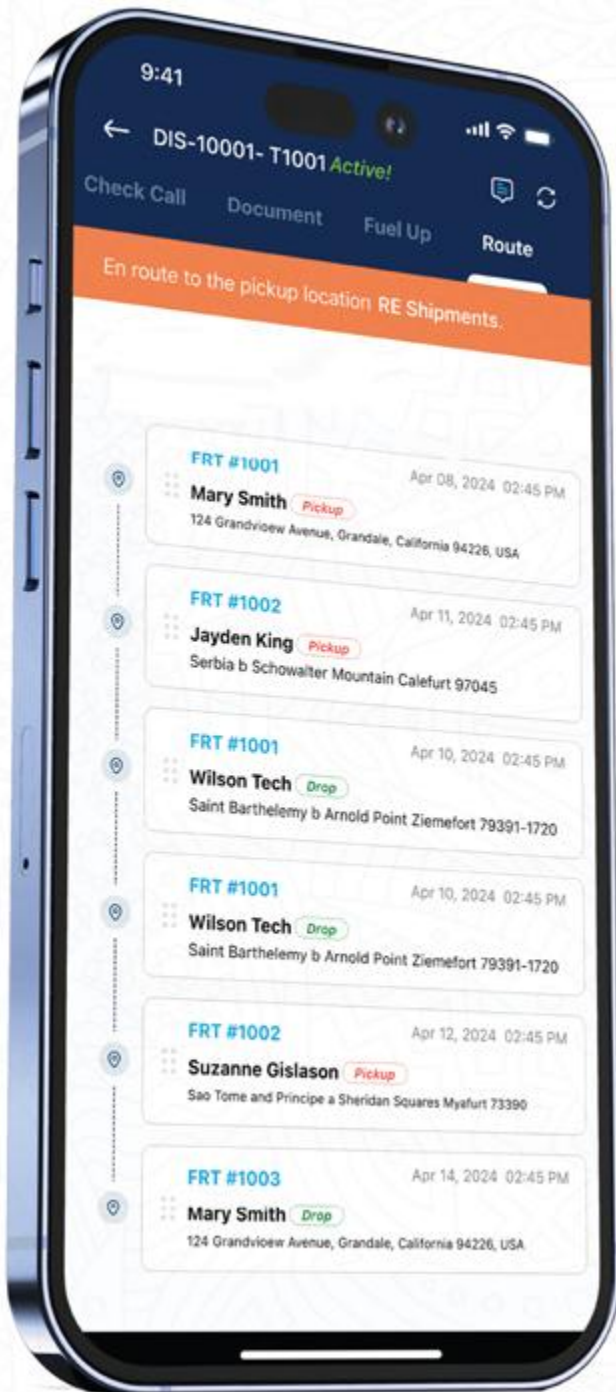 9:41
DIS-10001- T1001 Active!
Check Call Document Fuel Up Route
En route to the pickup location RE Shipments.
FRT #1001 Apr 08, 2024 02:45 PM
Mary Smith Pickup
124 Grandvioew Avenue, Grandale, California 94226, USA
FRT #1002 Apr 11, 2024 02:45 PM
Jayden King Pickup
Serbia b Schowalter Mountain Calefurt 97045
FRT #1001 Apr 10, 2024 02:45 PM
Wilson Tech Drop
Saint Barthelemy b Arnold Point Ziemefort 79391-1720
FRT #1001 Apr 10, 2024 02:45 PM
Wilson Tech Drop
Saint Barthelemy b Arnold Point Ziemefort 79391-1720
FRT #1002 Apr 12, 2024 02:45 PM
Suzanne Gislason Pickup
Sao Tome and Principe a Sheridan Squares Myafurt 73390
FRT #1003 Apr 14, 2024 02:45 PM
Mary Smith Drop
124 Grandvioew Avenue, Grandale, California 94226, USA